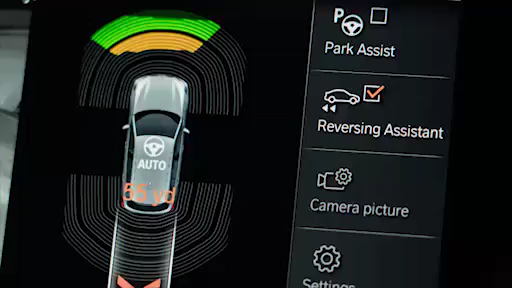 P
Park Assist
Reversing Assistant
AUTO
55 yd
Camera picture
Settings